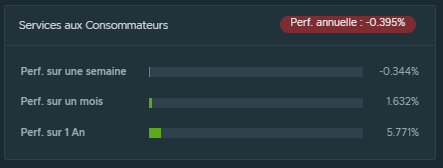 Services aux Consommateurs
Perf. annuelle : -0.395%
Perf. sur une semaine -0.344%
Perf. sur un mois 1.632%
Perf. sur 1 An 5.771%